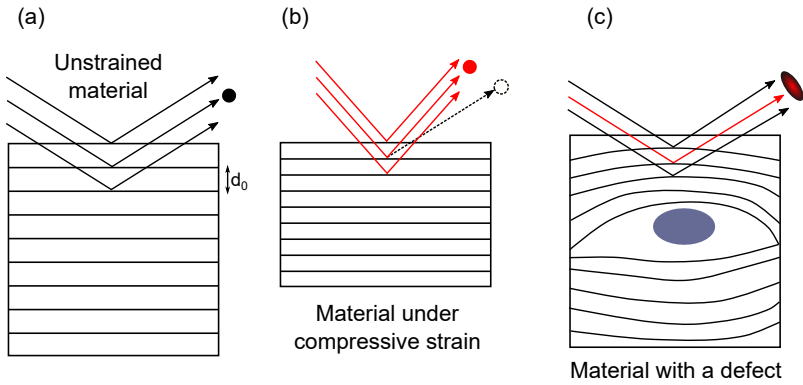 (a)
Unstrained
material
d₀
(b)
Material under
compressive strain
(c)
Material with a defect